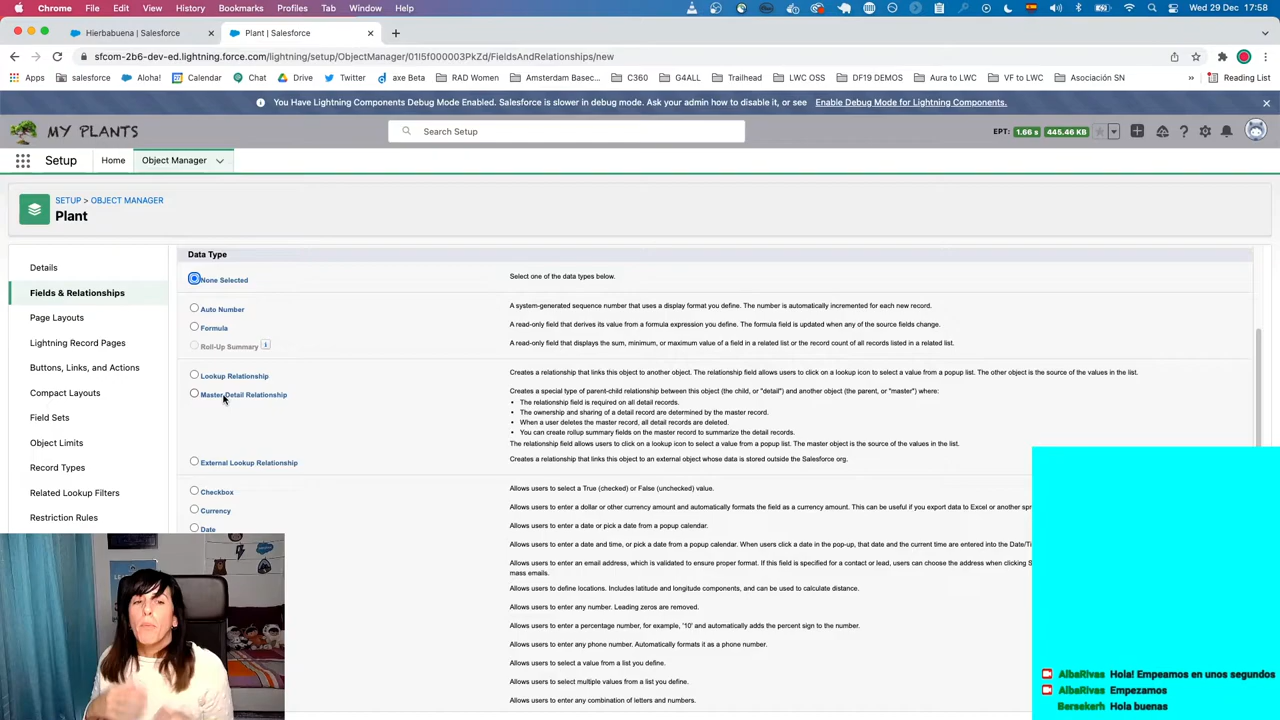 Chrome File Edit View History Bookmarks Profiles Tab Window Help Wed 29 Dec 17:58
Hierbabuena | Salesforce
Plant | Salesforce
sfcom-2b6-dev-ed.lightning.force.com/lightning/setup/ObjectManager/01I5f000003PkZd/FieldsAndRelationships/new
Apps salesforce Aloha! Calendar Chat Drive Twitter axe Beta RAD Women Amsterdam Basec... C360 G4ALL Trailhead LWC OSS DF19 DEMOS Aura to LWC VF to LWC Asociación SN » Reading List
You Have Lightning Components Debug Mode Enabled. Salesforce is slower in debug mode. Ask your admin how to disable it, or see Enable Debug Mode for Lightning Components.
MY PLANTS
Search Setup
EPT: 1.66 s 445.46 KB
Setup Home Object Manager
SETUP > OBJECT MANAGER
Plant
Details
Fields & Relationships
Page Layouts
Lightning Record Pages
Buttons, Links, and Actions
Compact Layouts
Field Sets
Object Limits
Record Types
Related Lookup Filters
Restriction Rules
Data Type
None Selected Select one of the data types below.
Auto Number A system-generated sequence number that uses a display format you define. The number is automatically incremented for each new record.
Formula A read-only field that derives its value from a formula expression you define. The formula field is updated when any of the source fields change.
Roll-Up Summary A read-only field that displays the sum, minimum, or maximum value of a field in a related list or the record count of all records listed in a related list.
Lookup Relationship Creates a relationship that links this object to another object. The relationship field allows users to click on a lookup icon to select a value from a popup list. The other object is the source of the values in the list.
Master-Detail Relationship Creates a special type of parent-child relationship between this object (the child, or "detail") and another object (the parent, or "master") where:
• The relationship field is required on all detail records.
• The ownership and sharing of a detail record are determined by the master record.
• When a user deletes the master record, all detail records are deleted.
• You can create rollup summary fields on the master record to summarize the detail records.
The relationship field allows users to click on a lookup icon to select a value from a popup list. The master object is the source of the values in the list.
External Lookup Relationship Creates a relationship that links this object to an external object whose data is stored outside the Salesforce org.
Checkbox Allows users to select a True (checked) or False (unchecked) value.
Currency Allows users to enter a dollar or other currency amount and automatically formats the field as a currency amount. This can be useful if you export data to Excel or another spr
Date Allows users to enter a date or pick a date from a popup calendar.
Allows users to enter a date and time, or pick a date from a popup calendar. When users click a date in the pop-up, that date and the current time are entered into the Date/Ti
Allows users to enter an email address, which is validated to ensure proper format. If this field is specified for a contact or lead, users can choose the address when clicking S
mass emails.
Allows users to define locations. Includes latitude and longitude components, and can be used to calculate distance.
Allows users to enter any number. Leading zeros are removed.
Allows users to enter a percentage number, for example, '10' and automatically adds the percent sign to the number.
Allows users to enter any phone number. Automatically formats it as a phone number.
Allows users to select a value from a list you define.
Allows users to select multiple values from a list you define.
Allows users to enter any combination of letters and numbers.
AlbaRivas Hola! Empeamos en unos segundos
AlbaRivas Empezamos
Bersekerh Hola buenas